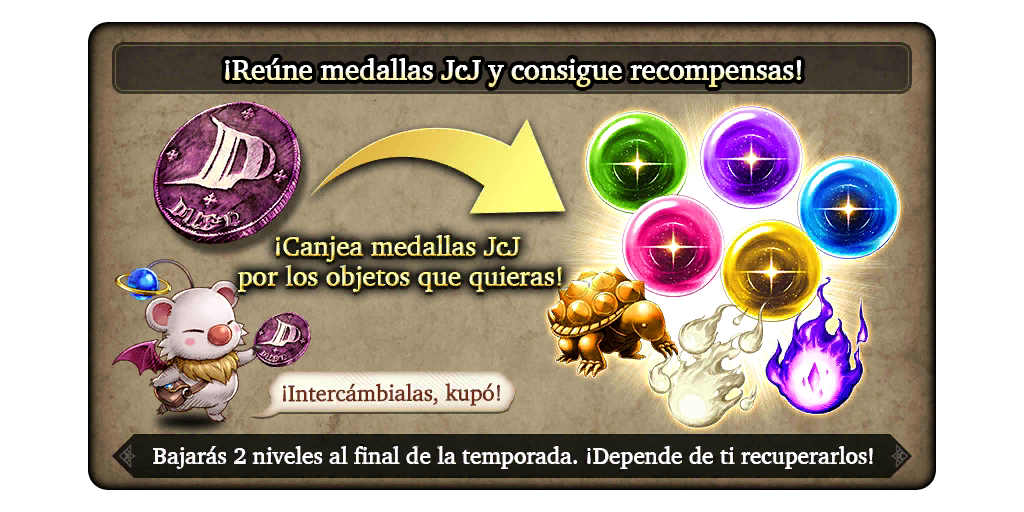 ¡Reúne medallas JcJ y consigue recompensas!
¡Canjea medallas JcJ
por los objetos que quieras!
¡Intercámbialas, kupó!
Bajarás 2 niveles al final de la temporada. ¡Depende de ti recuperarlos!